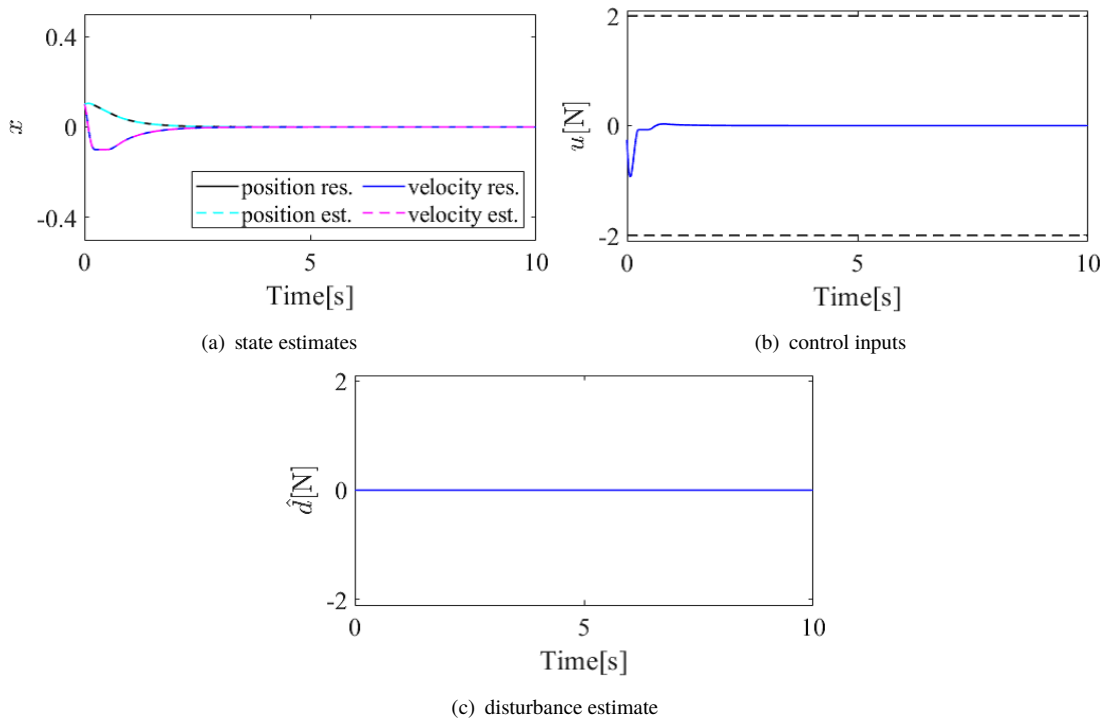 0.4
0
-0.4
x
0 5 10
Time[s]
position res. velocity res.
position est. velocity est.
(a) state estimates
2
0
-2
u[N]
0 5 10
Time[s]
(b) control inputs
2
0
-2
d̂[N]
0 5 10
Time[s]
(c) disturbance estimate